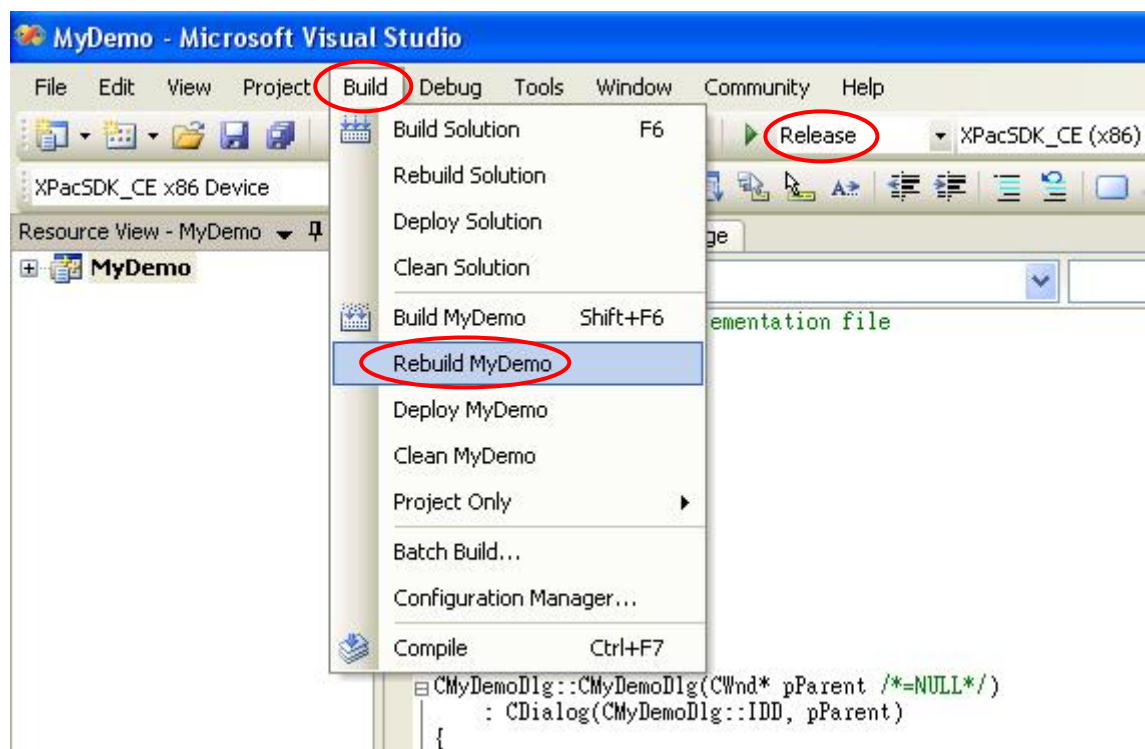 MyDemo - Microsoft Visual Studio
File Edit View Project Build Debug Tools Window Community Help
Release XPacSDK_CE (x86)
XPacSDK_CE x86 Device
Resource View - MyDemo
MyDemo
Build Solution F6
Rebuild Solution
Deploy Solution
Clean Solution
Build MyDemo Shift+F6
Rebuild MyDemo
Deploy MyDemo
Clean MyDemo
Project Only
Batch Build...
Configuration Manager...
Compile Ctrl+F7
ge
ementation file
CMyDemoDlg::CMyDemoDlg(CWnd* pParent /*=NULL*/)
: CDialog(CMyDemoDlg::IDD, pParent)
{